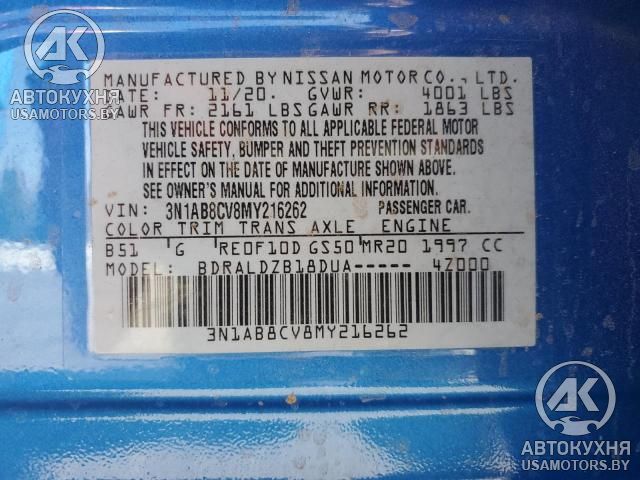 AK
АВТОКУХНЯ
USAMOTORS.BY
MANUFACTURED BY NISSAN MOTOR CO., LTD.
DATE: 11/20. GVWR: 4001 LBS
GAWR FR: 2161 LBS GAWR RR: 1863 LBS
THIS VEHICLE CONFORMS TO ALL APPLICABLE FEDERAL MOTOR
VEHICLE SAFETY, BUMPER AND THEFT PREVENTION STANDARDS
IN EFFECT ON THE DATE OF MANUFACTURE SHOWN ABOVE.
SEE OWNER'S MANUAL FOR ADDITIONAL INFORMATION.
VIN: 3N1AB8CV8MY216262 PASSENGER CAR.
COLOR TRIM TRANS AXLE ENGINE
B51 G RE0F10D GS50 MR20 1997 CC
MODEL: BDRALDZB18DUA----- 4Z000
3N1AB8CV8MY216262
AK
АВТОКУХНЯ
USAMOTORS.BY